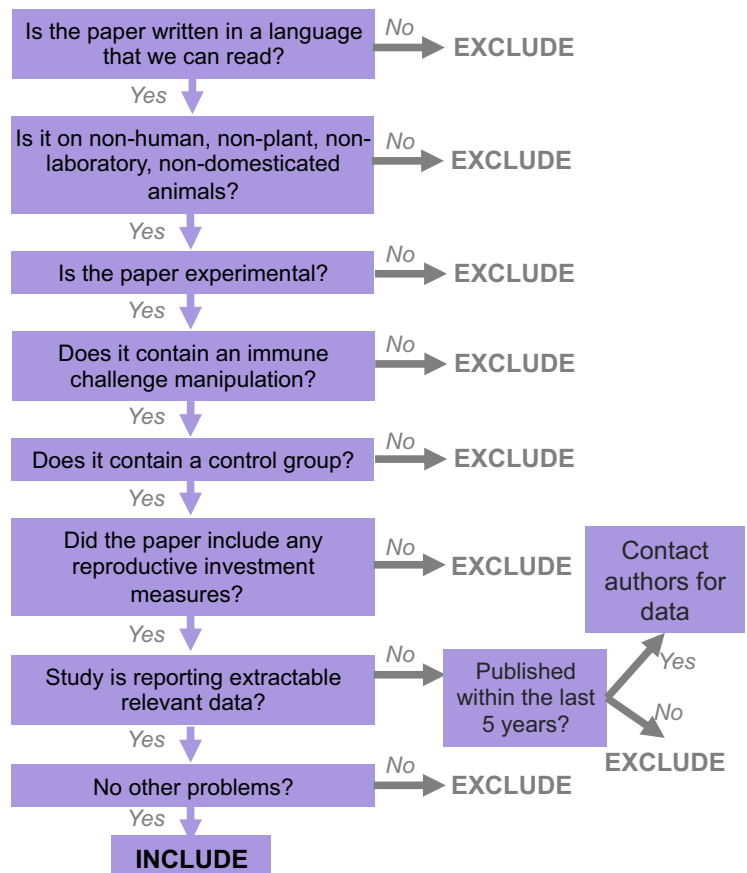 Is the paper written in a language
that we can read?
No
EXCLUDE
Yes
Is it on non-human, non-plant, non-
laboratory, non-domesticated
animals?
No
EXCLUDE
Yes
Is the paper experimental?
No
EXCLUDE
Yes
Does it contain an immune
challenge manipulation?
No
EXCLUDE
Yes
Does it contain a control group?
No
EXCLUDE
Yes
Did the paper include any
reproductive investment
measures?
No
EXCLUDE
Yes
Study is reporting extractable
relevant data?
No
Published
within the last
5 years?
Yes
Contact
authors for
data
No
EXCLUDE
Yes
No other problems?
No
EXCLUDE
Yes
INCLUDE